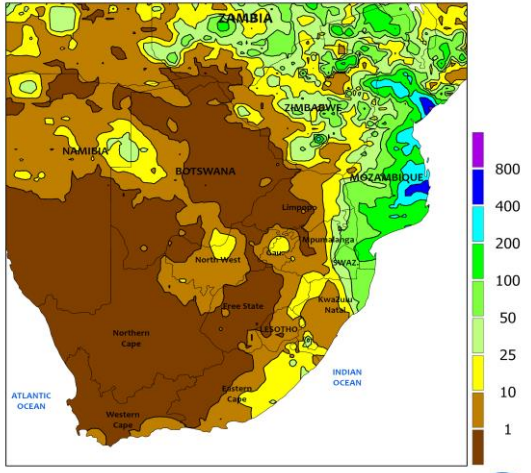 ZAMBIA
ZIMBABWE
NAMIBIA
BOTSWANA
MOZAMBIQUE
Limpopo
Mpumalanga
North West
Gau.
SWAZ.
Free State
KwaZulu
Natal
LESOTHO
Northern
Cape
Eastern
Cape
Western
Cape
ATLANTIC
OCEAN
INDIAN
OCEAN
800
400
200
100
50
25
10
1